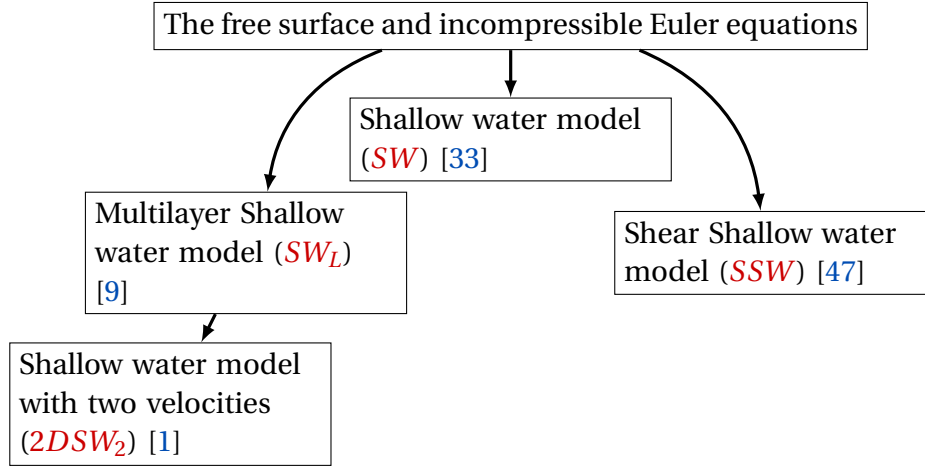 The free surface and incompressible Euler equations
Shallow water model
(SW) [33]
Multilayer Shallow
water model (SW_L)
[9]
Shear Shallow water
model (SSW) [47]
Shallow water model
with two velocities
(2DSW_2) [1]